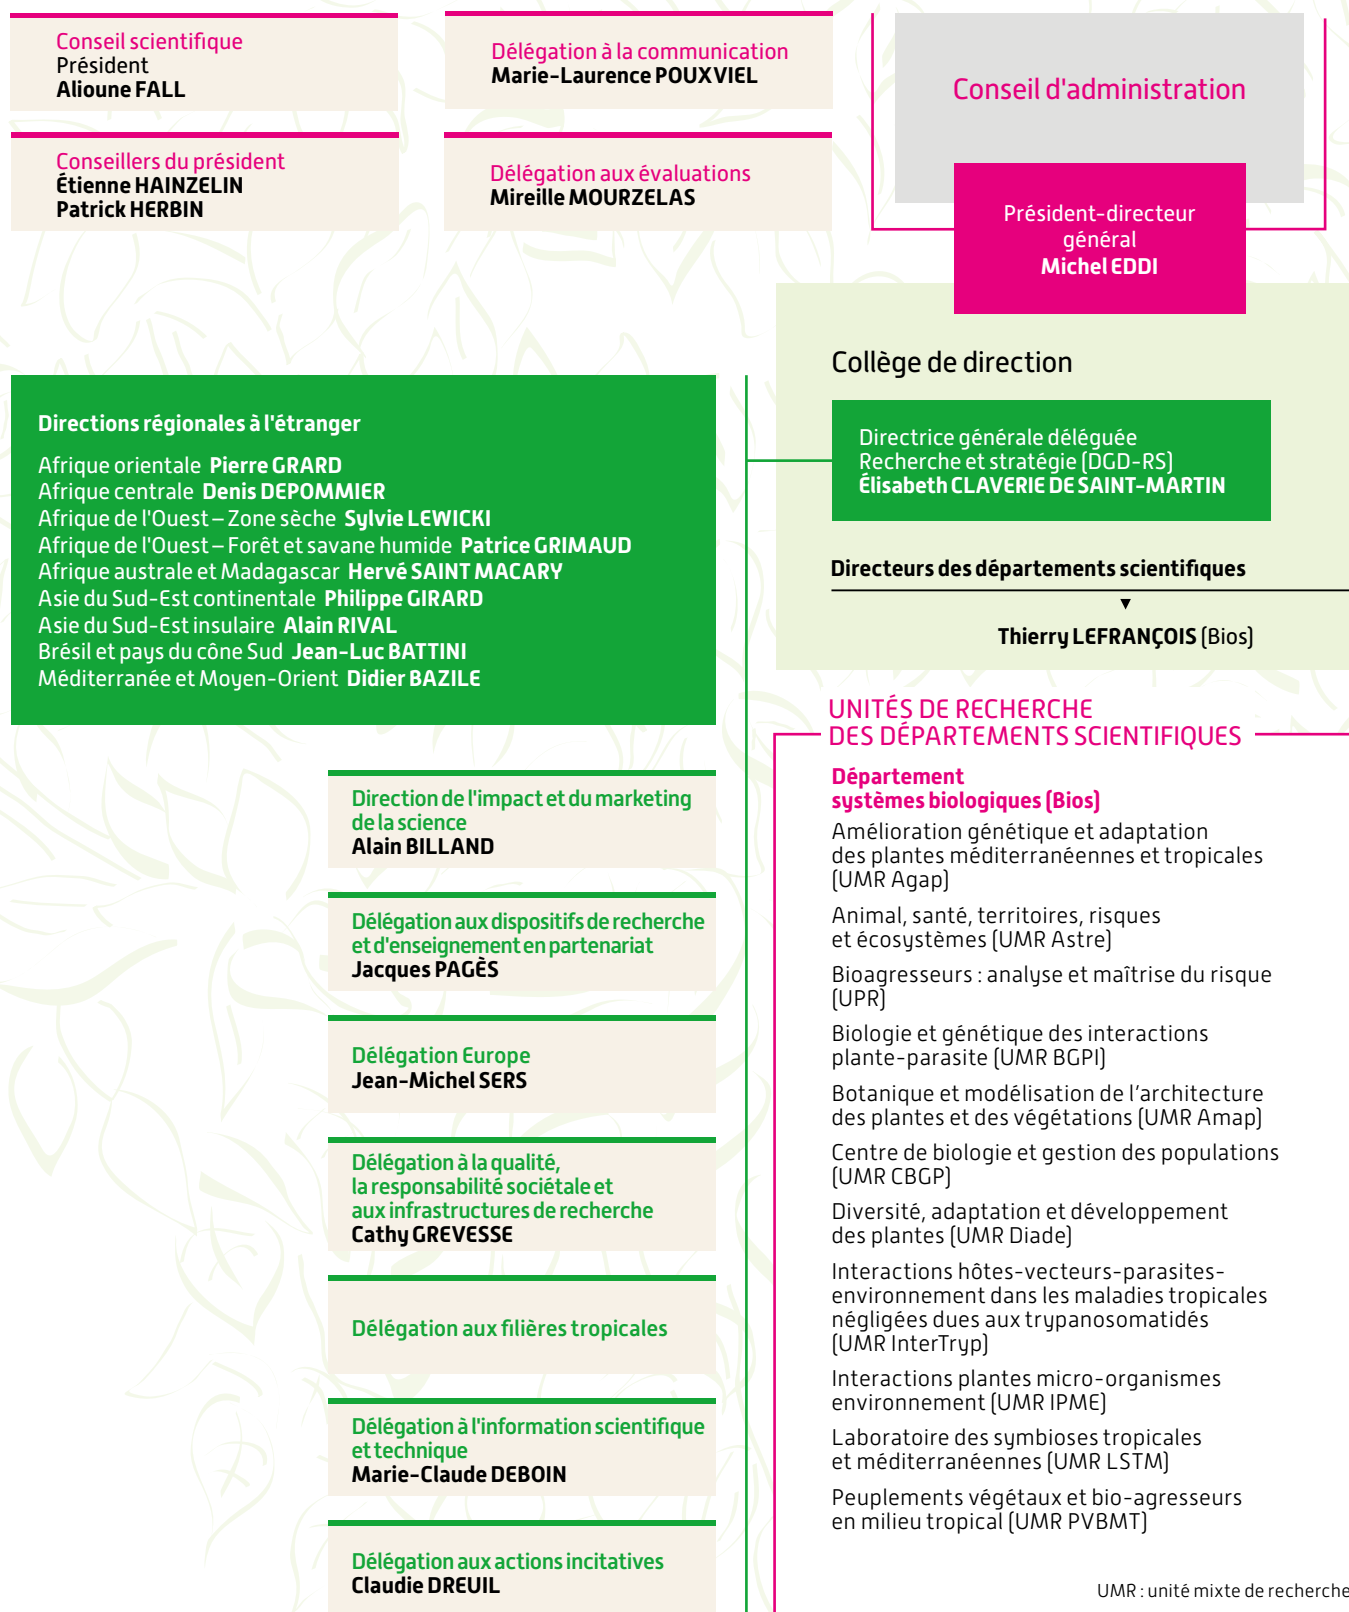 Conseil scientifique
Président
Alioune FALL
Conseillers du président
Étienne HAINZELIN
Patrick HERBIN
Délégation à la communication
Marie-Laurence POUXVIEL
Délégation aux évaluations
Mireille MOURZELAS
Conseil d'administration
Président-directeur
général
Michel EDDI
Collège de direction
Directrice générale déléguée
Recherche et stratégie (DGD-RS)
Élisabeth CLAVERIE DE SAINT-MARTIN
Directeurs des départements scientifiques
Thierry LEFRANÇOIS (Bios)
Directions régionales à l'étranger
Afrique orientale Pierre GRARD
Afrique centrale Denis DEPOMMIER
Afrique de l'Ouest – Zone sèche Sylvie LEWICKI
Afrique de l'Ouest – Forêt et savane humide Patrice GRIMAUD
Afrique australe et Madagascar Hervé SAINT MACARY
Asie du Sud-Est continentale Philippe GIRARD
Asie du Sud-Est insulaire Alain RIVAL
Brésil et pays du cône Sud Jean-Luc BATTINI
Méditerranée et Moyen-Orient Didier BAZILE
Direction de l'impact et du marketing
de la science
Alain BILLAND
Délégation aux dispositifs de recherche
et d'enseignement en partenariat
Jacques PAGÈS
Délégation Europe
Jean-Michel SERS
Délégation à la qualité,
la responsabilité sociétale et
aux infrastructures de recherche
Cathy GREVESSE
Délégation aux filières tropicales
Délégation à l'information scientifique
et technique
Marie-Claude DEBOIN
Délégation aux actions incitatives
Claudie DREUIL
UNITÉS DE RECHERCHE
DES DÉPARTEMENTS SCIENTIFIQUES
Département
systèmes biologiques (Bios)
Amélioration génétique et adaptation
des plantes méditerranéennes et tropicales
(UMR Agap)
Animal, santé, territoires, risques
et écosystèmes (UMR Astre)
Bioagresseurs : analyse et maîtrise du risque
(UPR)
Biologie et génétique des interactions
plante-parasite (UMR BGPI)
Botanique et modélisation de l’architecture
des plantes et des végétations (UMR Amap)
Centre de biologie et gestion des populations
(UMR CBGP)
Diversité, adaptation et développement
des plantes (UMR Diade)
Interactions hôtes-vecteurs-parasites-
environnement dans les maladies tropicales
négligées dues aux trypanosomatidés
(UMR InterTryp)
Interactions plantes micro-organismes
environnement (UMR IPME)
Laboratoire des symbioses tropicales
et méditerranéennes (UMR LSTM)
Peuplements végétaux et bio-agresseurs
en milieu tropical (UMR PVBMT)
UMR : unité mixte de recherche